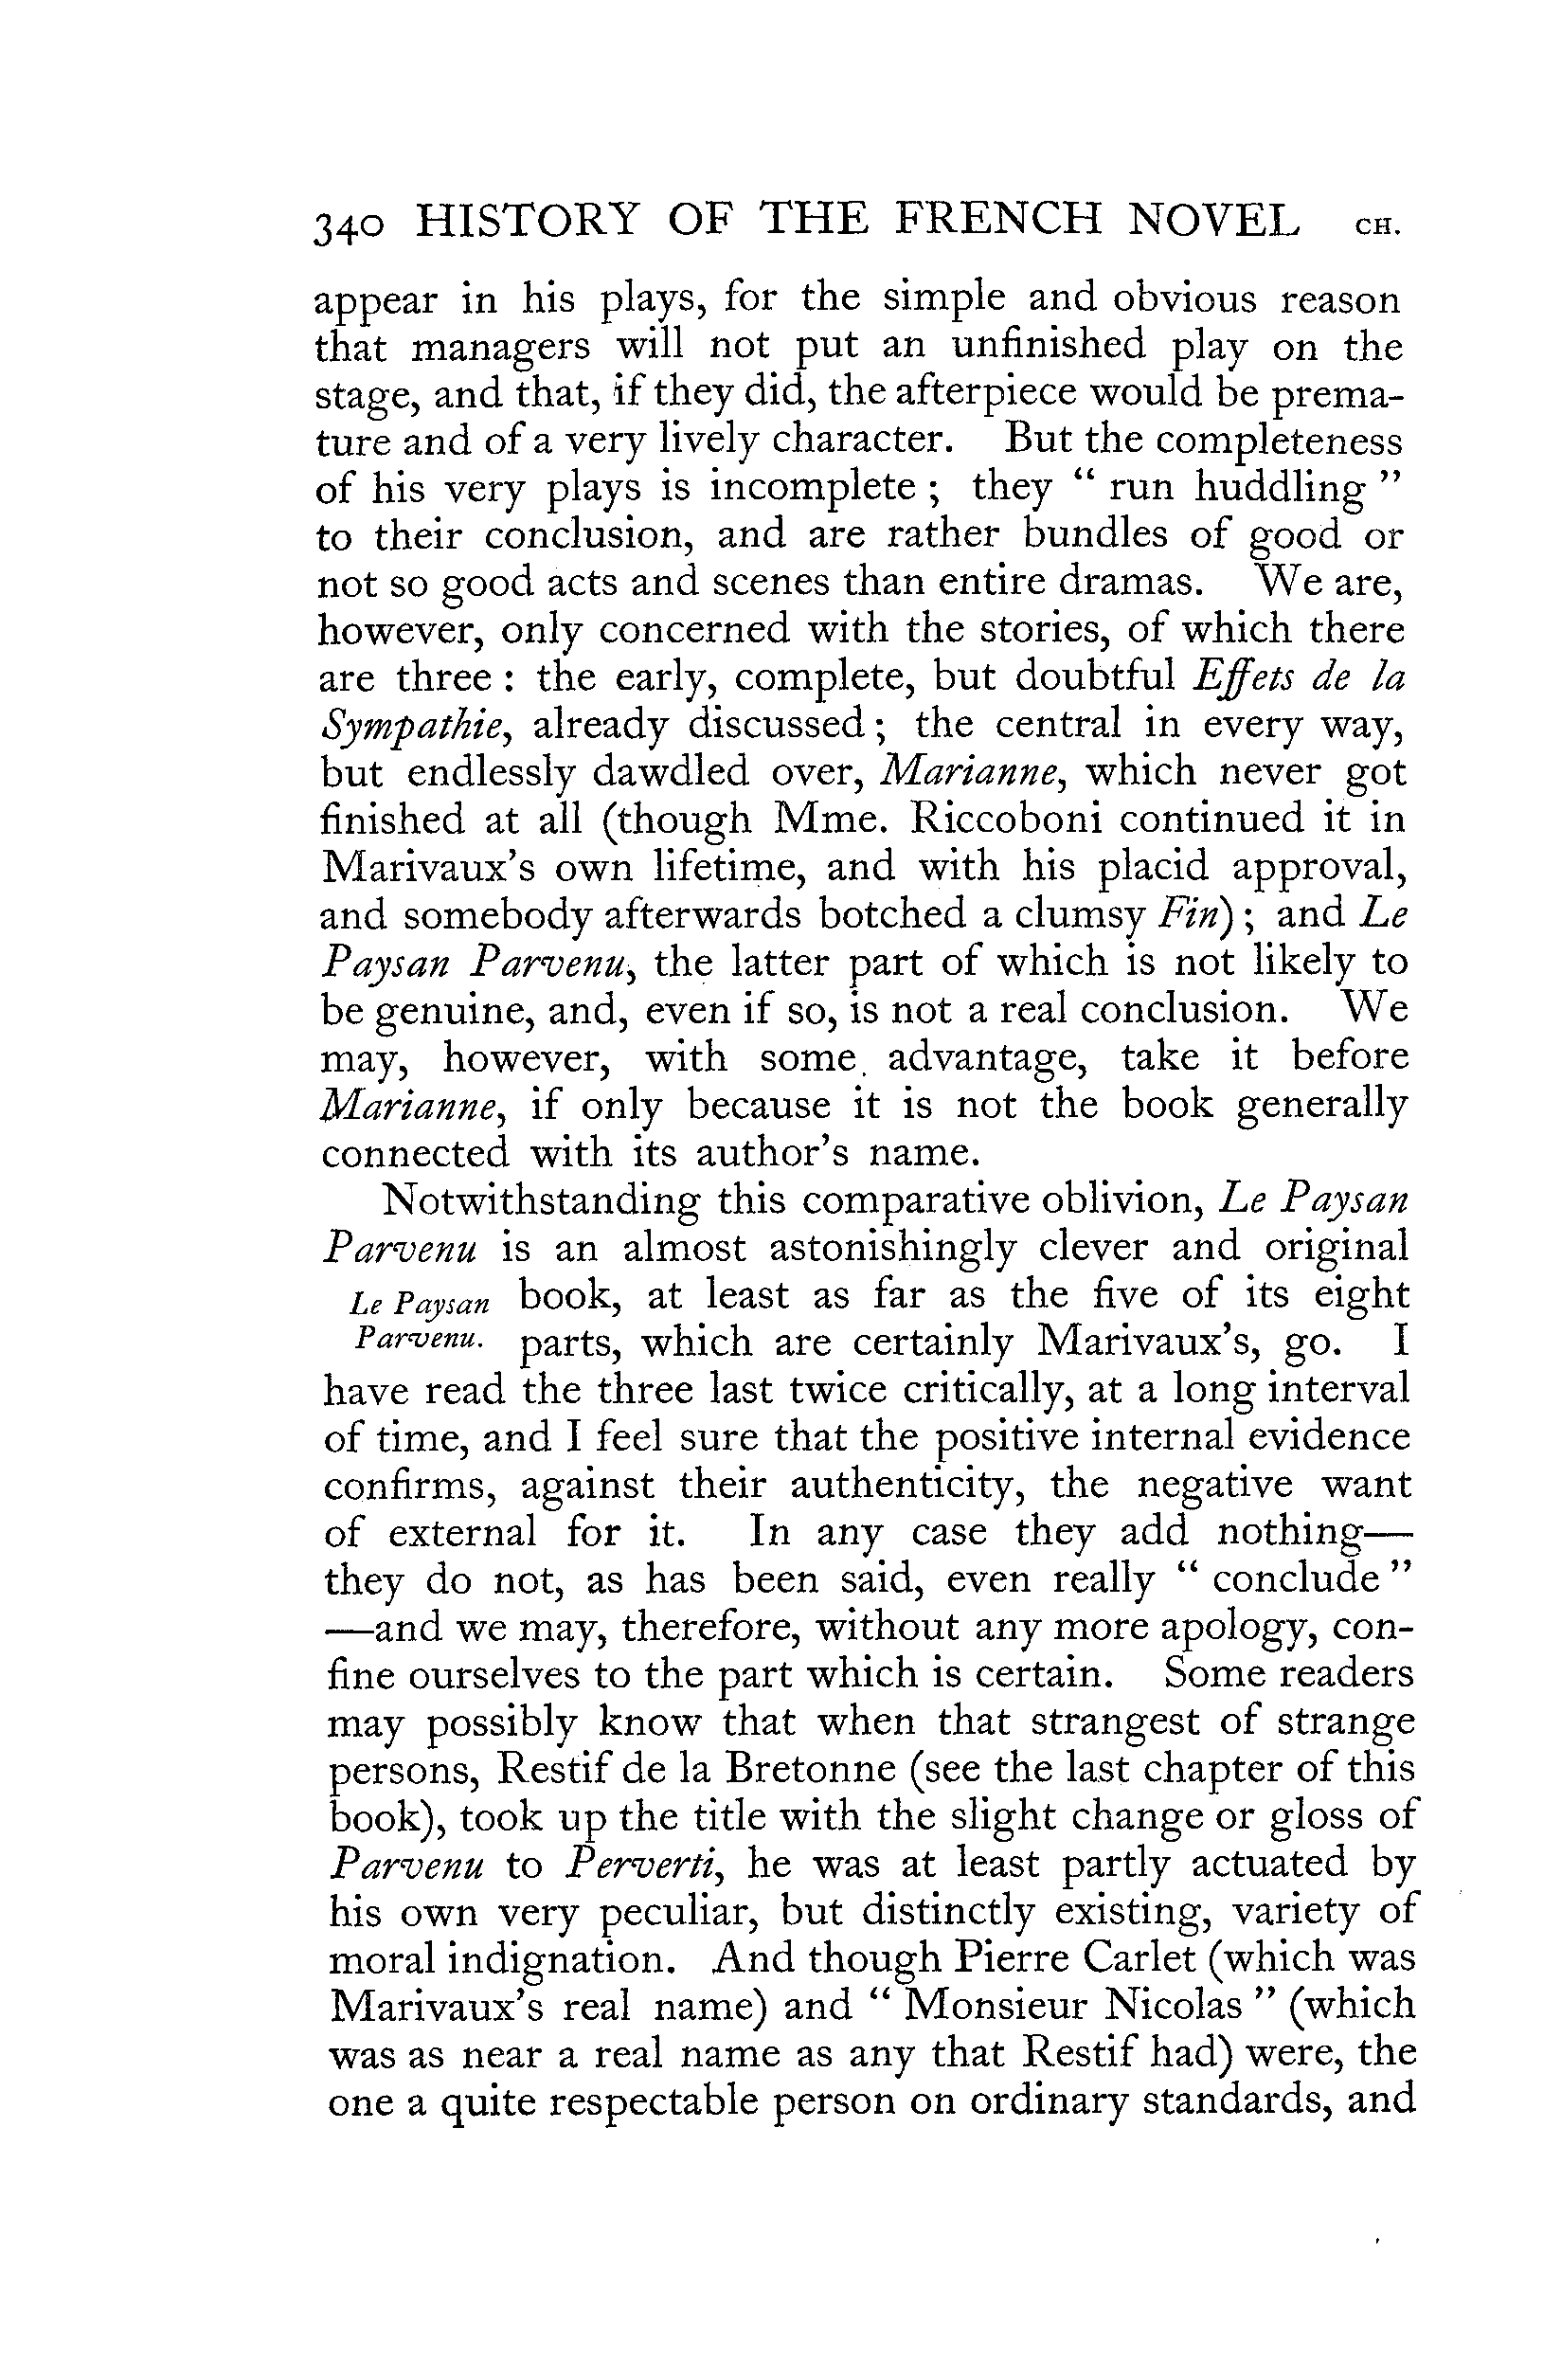 340 HISTORY OF THE FRENCH NOVEL CH.
appear in his plays, for the simple and obvious reason
that managers will not put an unfinished play on the
stage, and that, if they did, the afterpiece would be prema-
ture and of a very lively character. But the completeness
of his very plays is incomplete ; they “ run huddling ”
to their conclusion, and are rather bundles of good or
not so good acts and scenes than entire dramas. We are,
however, only concerned with the stories, of which there
are three : the early, complete, but doubtful Effets de la
Sympathie, already discussed ; the central in every way,
but endlessly dawdled over, Marianne, which never got
finished at all (though Mme. Riccoboni continued it in
Marivaux’s own lifetime, and with his placid approval,
and somebody afterwards botched a clumsy Fin) ; and Le
Paysan Parvenu, the latter part of which is not likely to
be genuine, and, even if so, is not a real conclusion. We
may, however, with some advantage, take it before
Marianne, if only because it is not the book generally
connected with its author’s name.
Notwithstanding this comparative oblivion, Le Paysan
Parvenu is an almost astonishingly clever and original
Le Paysan book, at least as far as the five of its eight
Parvenu. parts, which are certainly Marivaux’s, go. I
have read the three last twice critically, at a long interval
of time, and I feel sure that the positive internal evidence
confirms, against their authenticity, the negative want
of external for it. In any case they add nothing—
they do not, as has been said, even really “ conclude ”
—and we may, therefore, without any more apology, con-
fine ourselves to the part which is certain. Some readers
may possibly know that when that strangest of strange
persons, Restif de la Bretonne (see the last chapter of this
book), took up the title with the slight change or gloss of
Parvenu to Perverti, he was at least partly actuated by
his own very peculiar, but distinctly existing, variety of
moral indignation. And though Pierre Carlet (which was
Marivaux’s real name) and “ Monsieur Nicolas ” (which
was as near a real name as any that Restif had) were, the
one a quite respectable person on ordinary standards, and